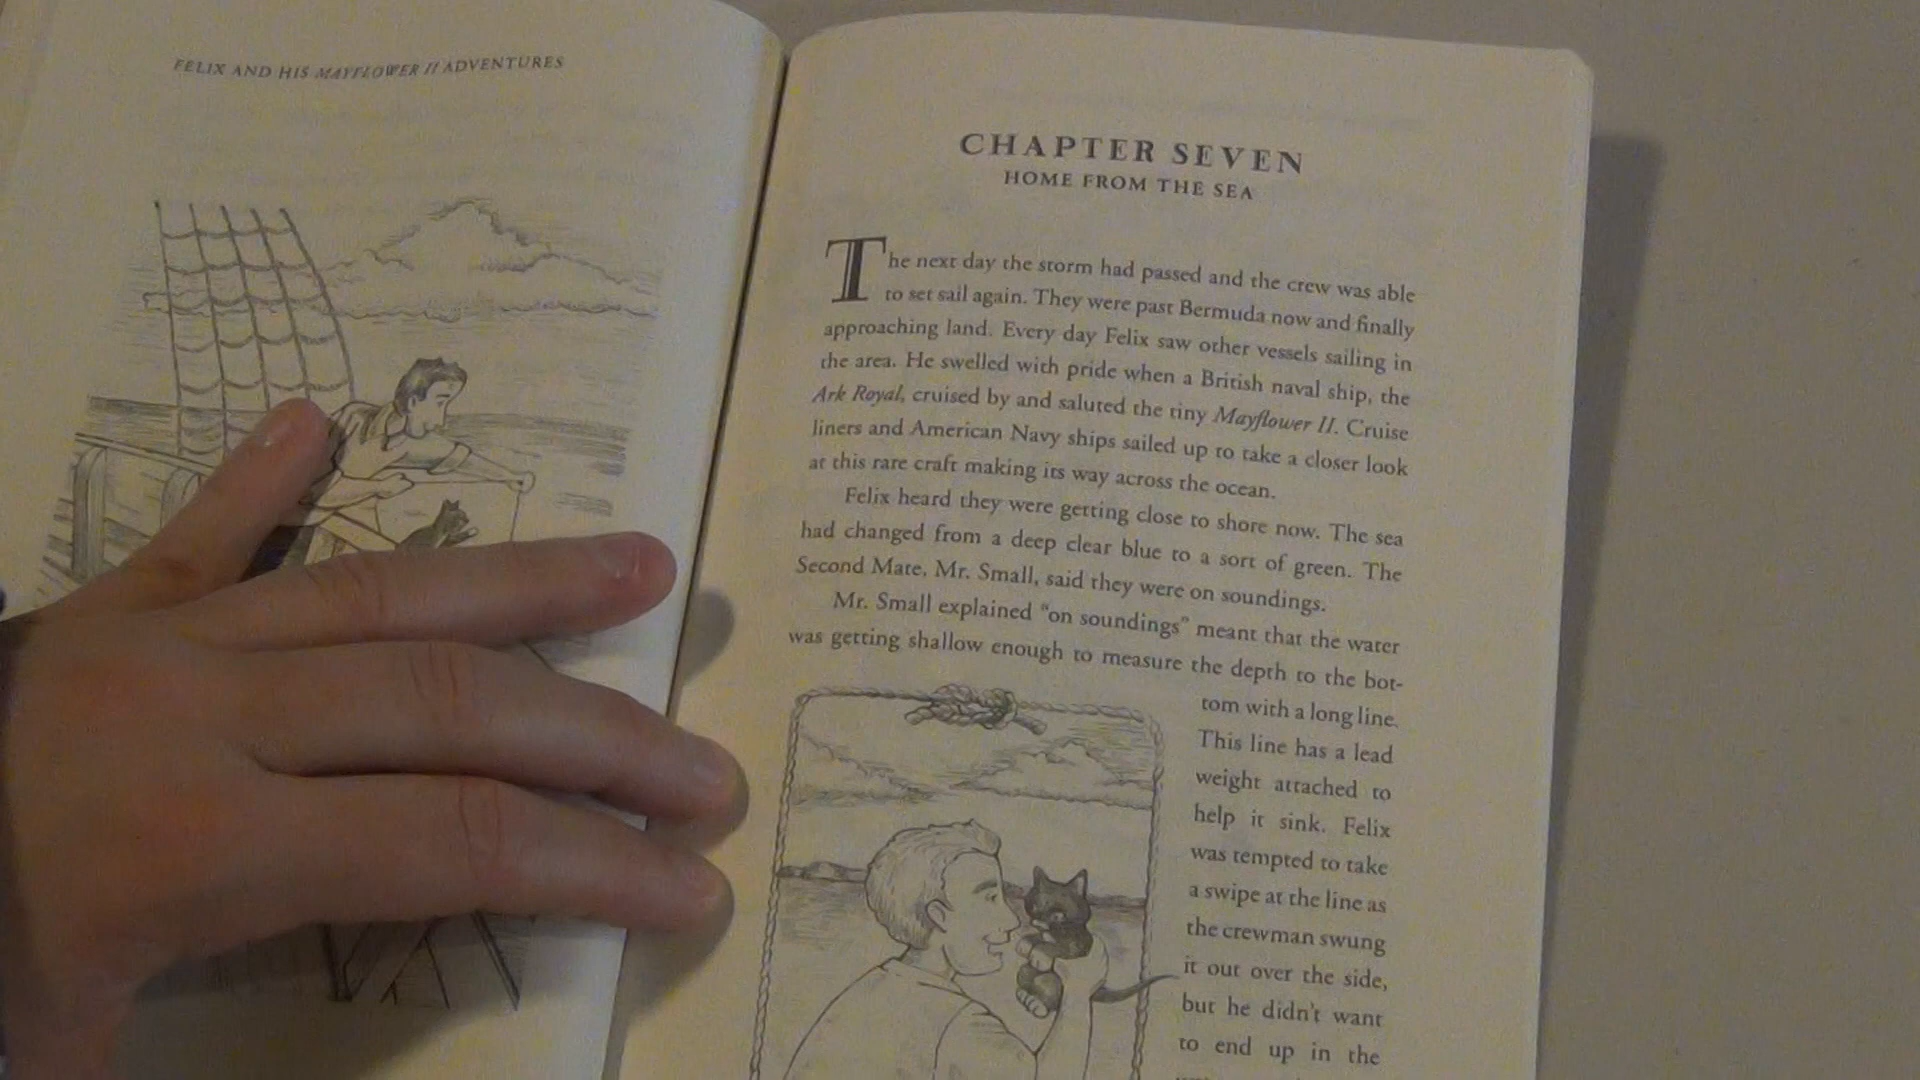 FELIX AND HIS MAYFLOWER II ADVENTURES
CHAPTER SEVEN
HOME FROM THE SEA
The next day the storm had passed and the crew was able
to set sail again. They were past Bermuda now and finally
approaching land. Every day Felix saw other vessels sailing in
the area. He swelled with pride when a British naval ship, the
Ark Royal, cruised by and saluted the tiny Mayflower II. Cruise
liners and American Navy ships sailed up to take a closer look
at this rare craft making its way across the ocean.
Felix heard they were getting close to shore now. The sea
had changed from a deep clear blue to a sort of green. The
Second Mate, Mr. Small, said they were on soundings.
Mr. Small explained “on soundings” meant that the water
was getting shallow enough to measure the depth to the bot-
tom with a long line.
This line has a lead
weight attached to
help it sink. Felix
was tempted to take
a swipe at the line as
the crewman swung
it out over the side,
but he didn't want
to end up in the